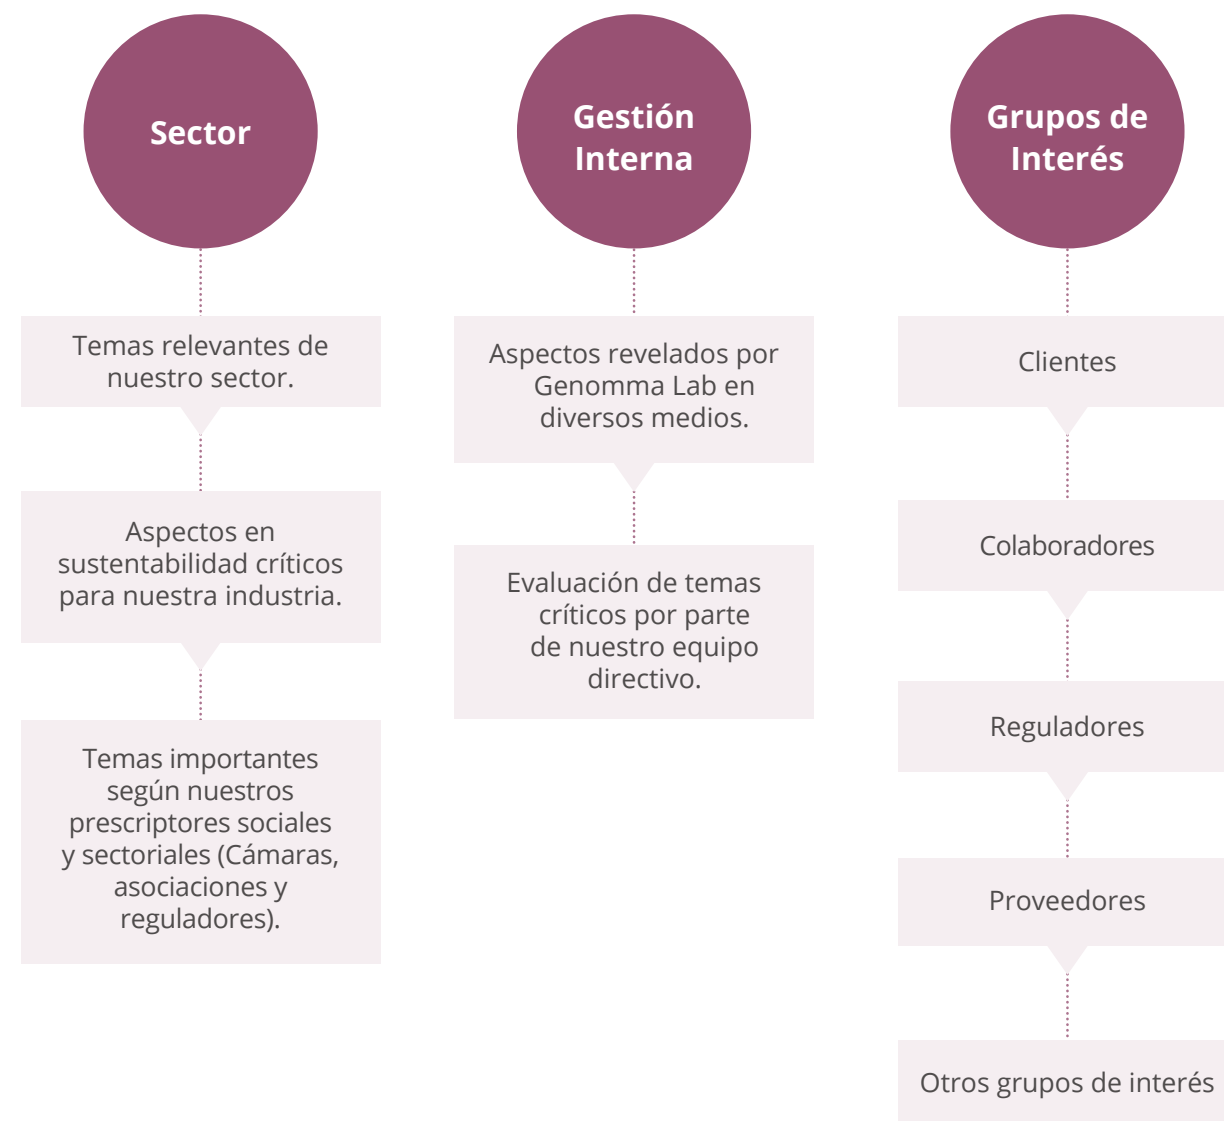 Sector
Temas relevantes de
nuestro sector.
Aspectos en
sustentabilidad críticos
para nuestra industria.
Temas importantes
según nuestros
prescriptores sociales
y sectoriales (Cámaras,
asociaciones y
reguladores).
Gestión
Interna
Aspectos revelados por
Genomma Lab en
diversos medios.
Evaluación de temas
críticos por parte
de nuestro equipo
directivo.
Grupos de
Interés
Clientes
Colaboradores
Reguladores
Proveedores
Otros grupos de interés